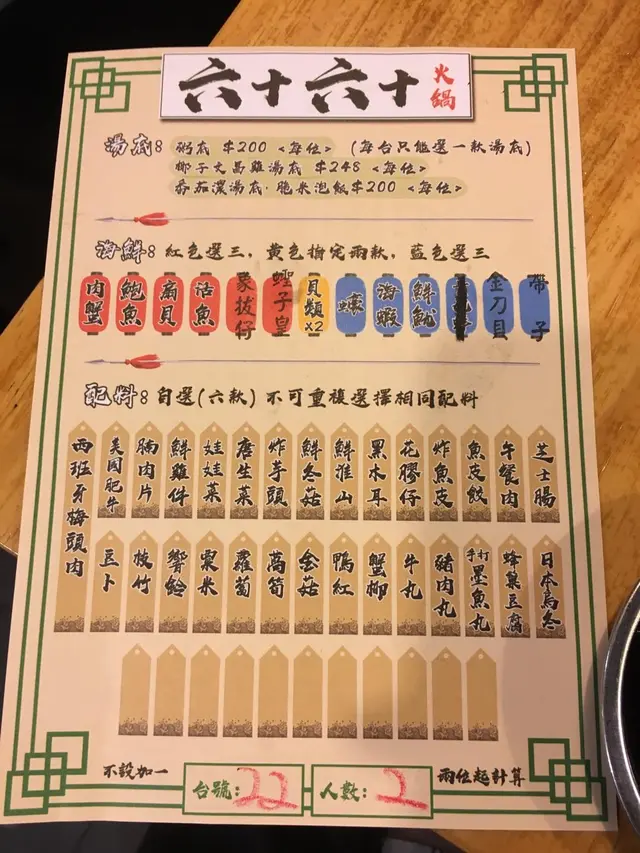 六十六十火鍋
湯底：粥底 $200 <每位> (每台只能選一款湯底)
椰子文昌雞湯底 $248 <每位>
番茄濃湯底·脆米泡飯$200 <每位>
海鮮：紅色選三，黃色指定兩款，藍色選三
肉蟹
鮑魚
扇貝
活魚
象拔蚌
蟶子皇
貝類x2
蠔
海蝦
鮮魷
金刀貝
帶子
配料：自選(六款) 不可重複選擇相同配料
西班牙梅頭肉
美國肥牛
腩肉片
鮮雞件
娃娃菜
唐生菜
炸芋頭
鮮冬菇
鮮淮山
黑木耳
花膠仔
炸魚皮
魚皮餃
午餐肉
芝士腸
豆卜
枝竹
響鈴
粟米
蘿蔔
萵筍
金菇
鴨紅
蟹柳
牛丸
豬肉丸
手打墨魚丸
蜂巢豆腐
日本烏冬
不設加一
台號：22
人數：2
兩位起計算